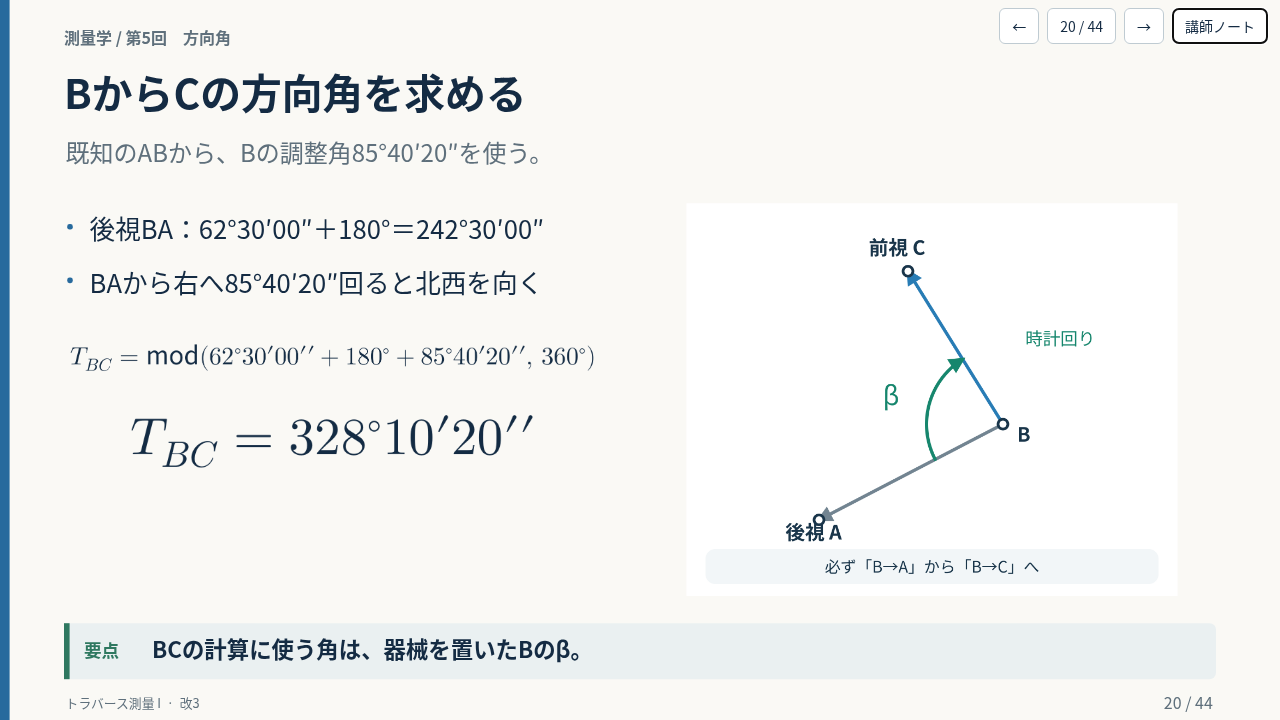 測量学 / 第5回　方向角
←
20 / 44
→
講師ノート
BからCの方向角を求める
既知のABから、Bの調整角85°40′20″を使う。
• 後視BA：62°30′00″＋180°＝242°30′00″
• BAから右へ85°40′20″回ると北西を向く
T_BC = mod(62°30′00′′ + 180° + 85°40′20′′, 360°)
T_BC = 328°10′20′′
前視 C
時計回り
β
B
後視 A
必ず「B→A」から「B→C」へ
要点　BCの計算に使う角は、器械を置いたBのβ。
トラバース測量 I · 改3
20 / 44